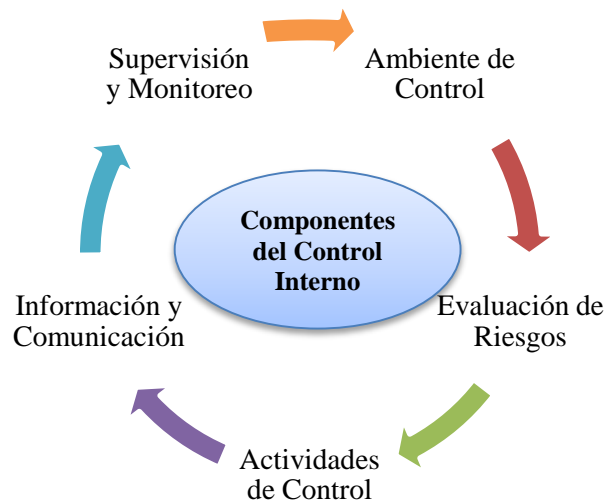 Supervisión
y Monitoreo
Ambiente de
Control
Componentes
del Control
Interno
Información y
Comunicación
Evaluación de
Riesgos
Actividades
de Control